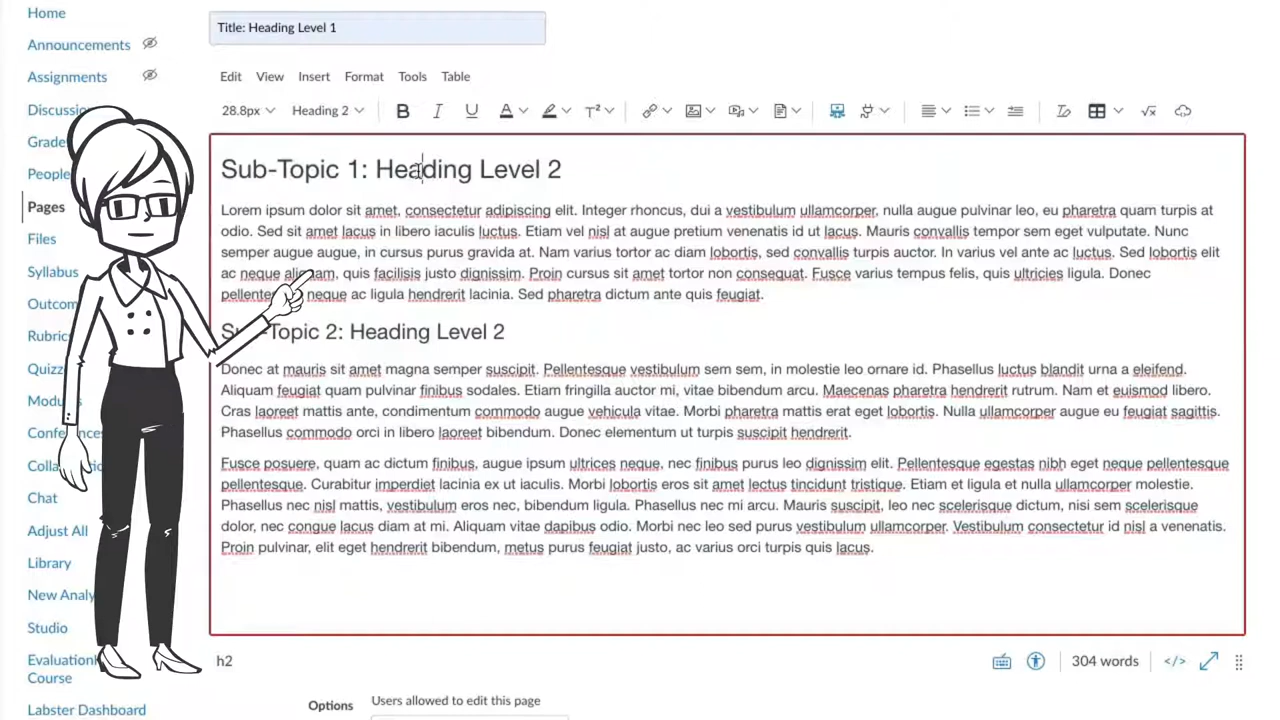 Home
Announcements
Assignments
Discussion
Grade
People
Pages
Files
Syllabus
Outcom
Rubric
Quizz
Modu
Conferences
Colla
Chat
Adjust All
Library
New Analy
Studio
Evaluation
Course
Labster Dashboard
Title: Heading Level 1
Edit View Insert Format Tools Table
28.8px Heading 2 B I U A T²
Sub-Topic 1: Heading Level 2
Lorem ipsum dolor sit amet, consectetur adipiscing elit. Integer rhoncus, dui a vestibulum ullamcorper, nulla augue pulvinar leo, eu pharetra quam turpis at
odio. Sed sit amet lacus in libero iaculis luctus. Etiam vel nisl at augue pretium venenatis id ut lacus. Mauris convallis tempor sem eget vulputate. Nunc
semper augue augue, in cursus purus gravida at. Nam varius tortor ac diam lobortis, sed convallis turpis auctor. In varius vel ante ac luctus. Sed lobortis elit
ac neque aliquam, quis facilisis justo dignissim. Proin cursus sit amet tortor non consequat. Fusce varius tempus felis, quis ultricies ligula. Donec
pellente neque ac ligula hendrerit lacinia. Sed pharetra dictum ante quis feugiat.
Sub-Topic 2: Heading Level 2
Donec at mauris sit amet magna semper suscipit. Pellentesque vestibulum sem sem, in molestie leo ornare id. Phasellus luctus blandit urna a eleifend.
Aliquam feugiat quam pulvinar finibus sodales. Etiam fringilla auctor mi, vitae bibendum arcu. Maecenas pharetra hendrerit rutrum. Nam et euismod libero.
Cras laoreet mattis ante, condimentum commodo augue vehicula vitae. Morbi pharetra mattis erat eget lobortis. Nulla ullamcorper augue eu feugiat sagittis.
Phasellus commodo orci in libero laoreet bibendum. Donec elementum ut turpis suscipit hendrerit.
Fusce posuere, quam ac dictum finibus, augue ipsum ultrices neque, nec finibus purus leo dignissim elit. Pellentesque egestas nibh eget neque pellentesque
pellentesque. Curabitur imperdiet lacinia ex ut iaculis. Morbi lobortis eros sit amet lectus tincidunt tristique. Etiam et ligula et nulla ullamcorper molestie.
Phasellus nec nisl mattis, vestibulum eros nec, bibendum ligula. Phasellus nec mi arcu. Mauris suscipit, leo nec scelerisque dictum, nisi sem scelerisque
dolor, nec congue lacus diam at mi. Aliquam vitae dapibus odio. Morbi nec leo sed purus vestibulum ullamcorper. Vestibulum consectetur id nisl a venenatis.
Proin pulvinar, elit eget hendrerit bibendum, metus purus feugiat justo, ac varius orci turpis quis lacus.
h2
304 words </>
Options Users allowed to edit this page